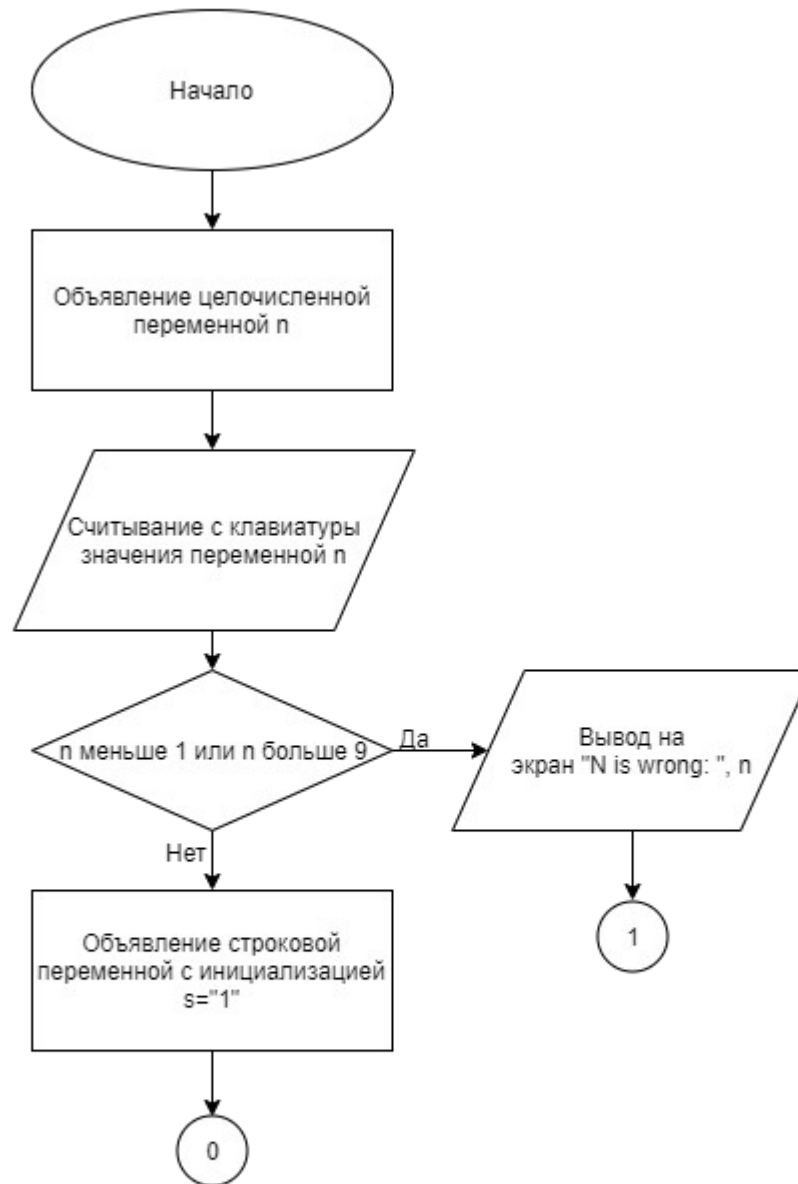 Начало
Объявление целочисленной
переменной n
Считывание с клавиатуры
значения переменной n
n меньше 1 или n больше 9
Да
Вывод на
экран "N is wrong: ", n
Нет
1
Объявление строковой
переменной с инициализацией
s="1"
0